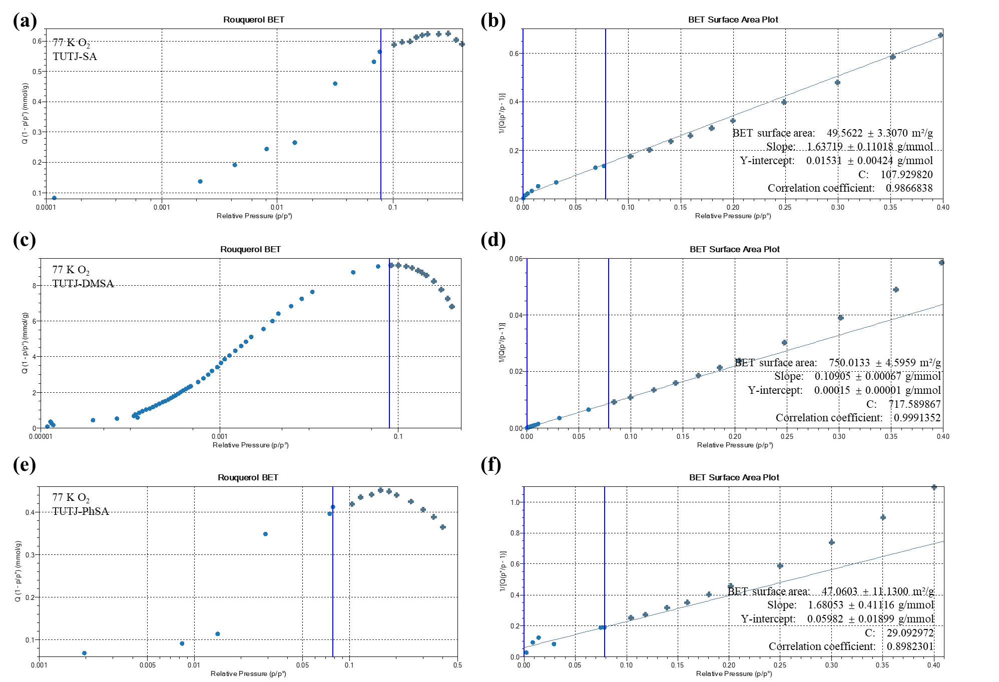 (a)
Rouquerol BET
77 K O₂
TUTJ-SA
Q (1 - p/p°) (mmol/g)
0.6
0.5
0.4
0.3
0.2
0.1
0.0001 0.001 0.01 0.1
Relative Pressure (p/p°)
(b)
BET Surface Area Plot
1/[Q(p°/p - 1)]
0.6
0.4
0.2
0.0
BET surface area: 49.5622 ± 3.3070 m²/g
Slope: 1.63719 ± 0.11018 g/mmol
Y-intercept: 0.01531 ± 0.00424 g/mmol
C: 107.929820
Correlation coefficient: 0.9866838
0.00 0.05 0.10 0.15 0.20 0.25 0.30 0.35 0.40
Relative Pressure (p/p°)
(c)
Rouquerol BET
77 K O₂
TUTJ-DMSA
Q (1 - p/p°) (mmol/g)
8
6
4
2
0
0.00001 0.001 0.1
Relative Pressure (p/p°)
(d)
BET Surface Area Plot
1/[Q(p°/p - 1)]
0.06
0.04
0.02
0.00
BET surface area: 750.0133 ± 4.5959 m²/g
Slope: 0.10905 ± 0.00067 g/mmol
Y-intercept: 0.00015 ± 0.00001 g/mmol
C: 717.589867
Correlation coefficient: 0.9991352
0.00 0.05 0.10 0.15 0.20 0.25 0.30 0.35 0.40
Relative Pressure (p/p°)
(e)
Rouquerol BET
77 K O₂
TUTJ-PhSA
Q (1 - p/p°) (mmol/g)
0.4
0.3
0.2
0.1
0.001 0.005 0.01 0.05 0.1 0.5
Relative Pressure (p/p°)
(f)
BET Surface Area Plot
1/[Q(p°/p - 1)]
1.0
0.8
0.6
0.4
0.2
0.0
BET surface area: 47.0603 ± 11.1300 m²/g
Slope: 1.68053 ± 0.41116 g/mmol
Y-intercept: 0.05982 ± 0.01899 g/mmol
C: 29.092972
Correlation coefficient: 0.8982301
0.00 0.05 0.10 0.15 0.20 0.25 0.30 0.35 0.40
Relative Pressure (p/p°)